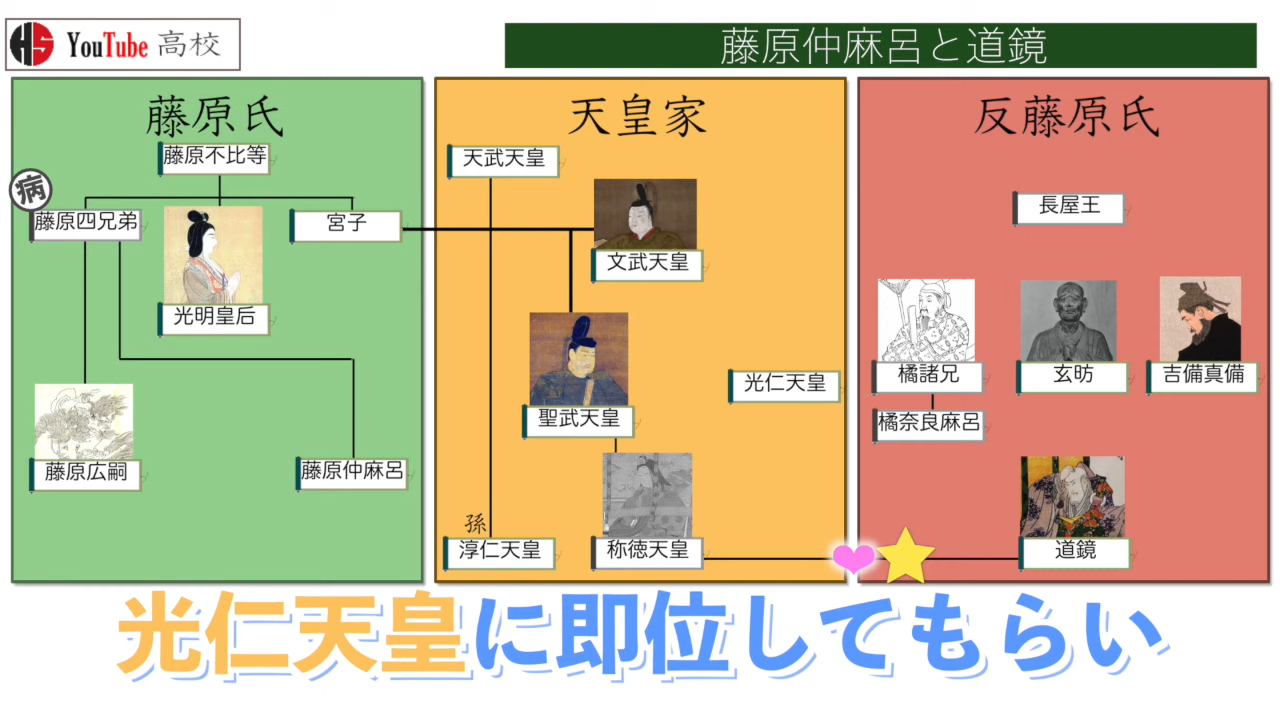 HS YouTube 高校
藤原仲麻呂と道鏡
藤原氏
藤原不比等
病
藤原四兄弟
宮子
光明皇后
藤原広嗣
藤原仲麻呂
天皇家
天武天皇
文武天皇
聖武天皇
光仁天皇
孫
淳仁天皇
称徳天皇
反藤原氏
長屋王
橘諸兄
玄昉
吉備真備
橘奈良麻呂
道鏡
光仁天皇に即位してもらい